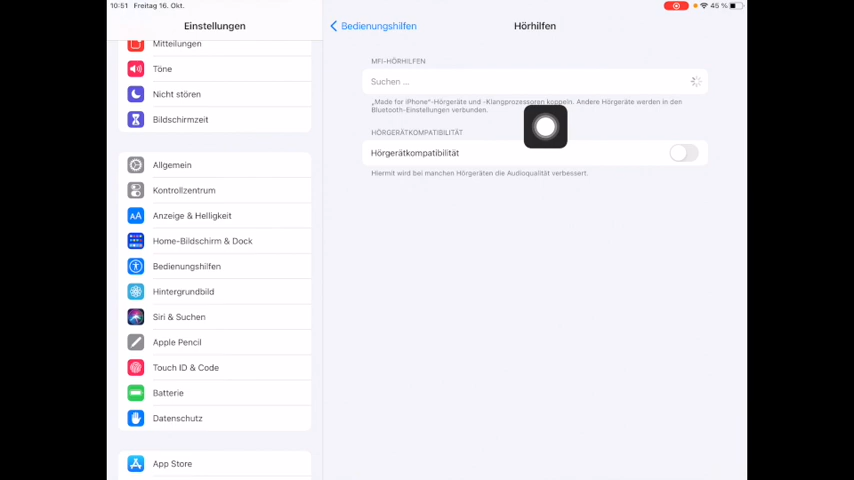 10:51 Freitag 16. Okt.
45 %
Einstellungen
Mitteilungen
Töne
Nicht stören
Bildschirmzeit
Allgemein
Kontrollzentrum
AA Anzeige & Helligkeit
Home-Bildschirm & Dock
Bedienungshilfen
Hintergrundbild
Siri & Suchen
Apple Pencil
Touch ID & Code
Batterie
Datenschutz
App Store
Bedienungshilfen
Hörhilfen
MFI-HÖRHILFEN
Suchen ...
„Made for iPhone“-Hörgeräte und -Klangprozessoren koppeln. Andere Hörgeräte werden in den
Bluetooth-Einstellungen verbunden.
HÖRGERÄTKOMPATIBILITÄT
Hörgerätkompatibilität
Hiermit wird bei manchen Hörgeräten die Audioqualität verbessert.